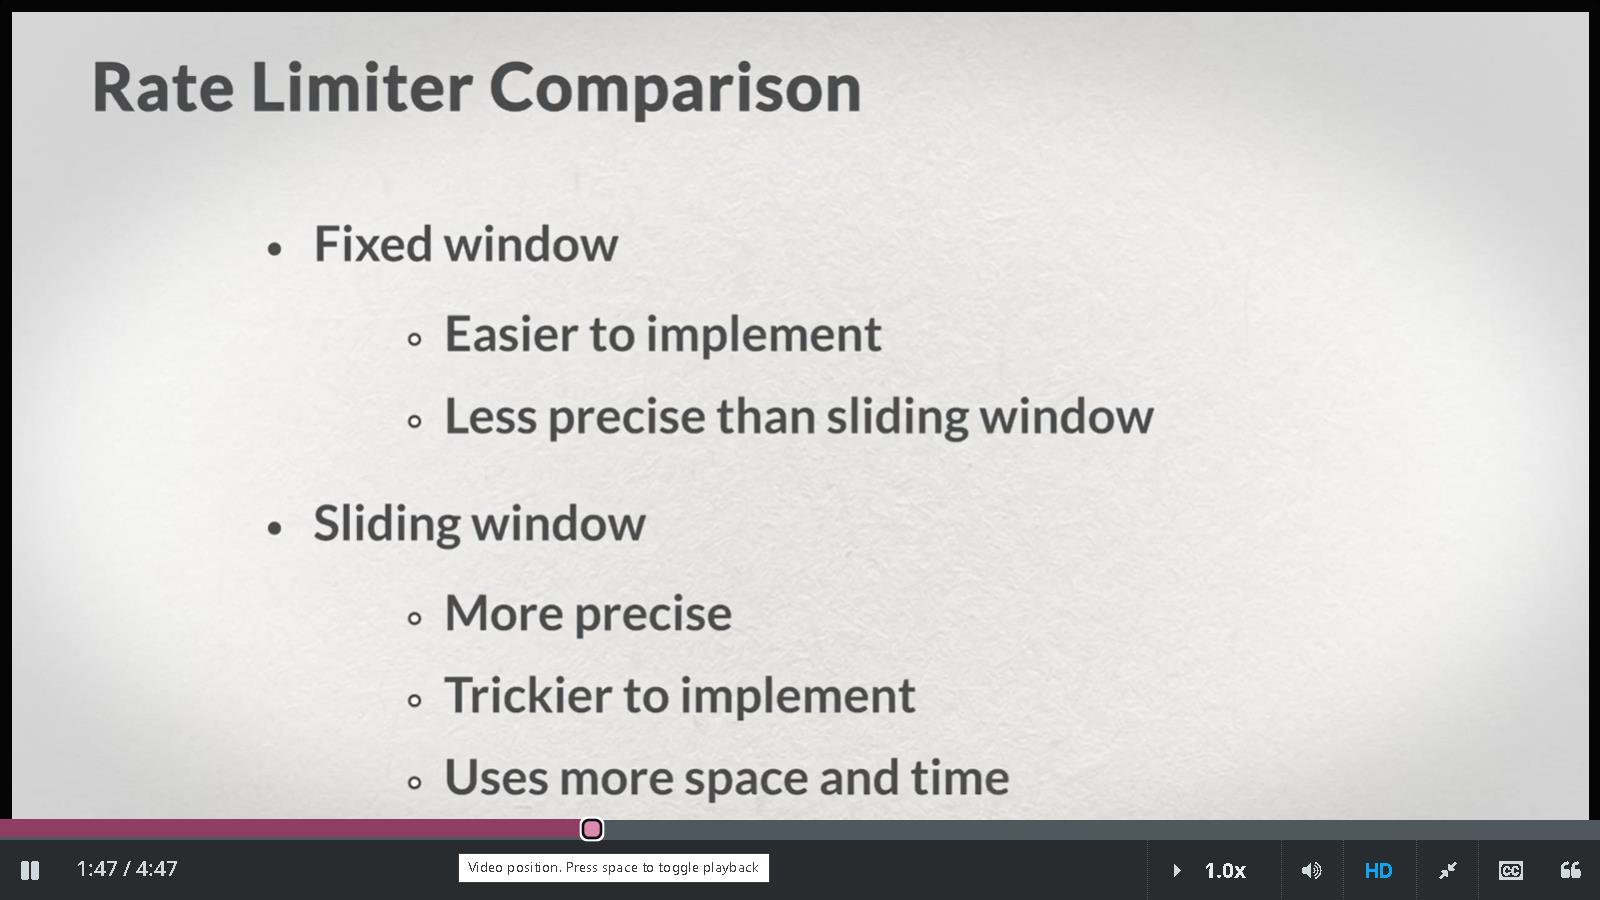 Rate Limiter Comparison
• Fixed window
◦ Easier to implement
◦ Less precise than sliding window
• Sliding window
◦ More precise
◦ Trickier to implement
◦ Uses more space and time
1:47 / 4:47
Video position. Press space to toggle playback
1.0x
HD
CC